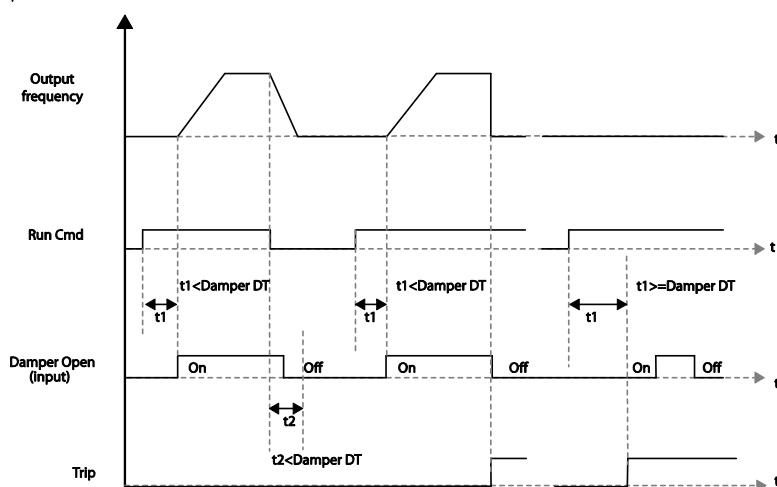 Output
frequency
t
Run Cmd
t
t1<Damper DT
t1<Damper DT
t1>=Damper DT
t1
t1
t1
Damper Open
(input)
On
Off
On
Off
On
Off
t
t2
t2<Damper DT
Trip
t